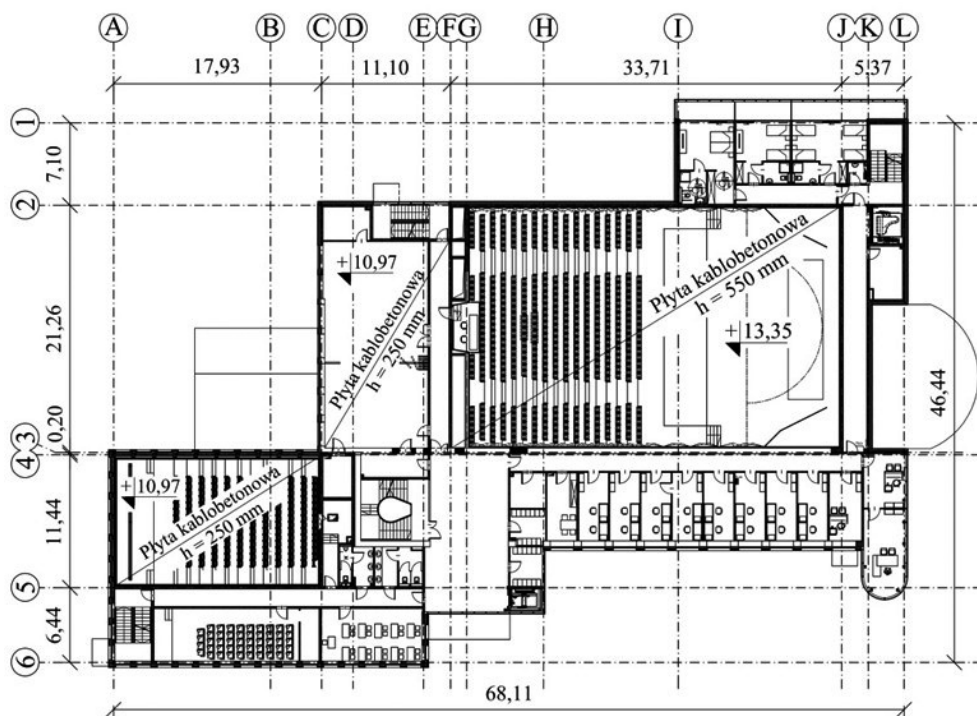 A B C D E F G H I J K L
17,93 11,10 33,71 5,37
1
7,10
2
21,26
3
0,20
4
11,44
5
6,44
6
46,44
+10,97
Płyta kablobetonowa
h = 250 mm
Płyta kablobetonowa
h = 550 mm
+13,35
+10,97
Płyta kablobetonowa
h = 250 mm
68,11